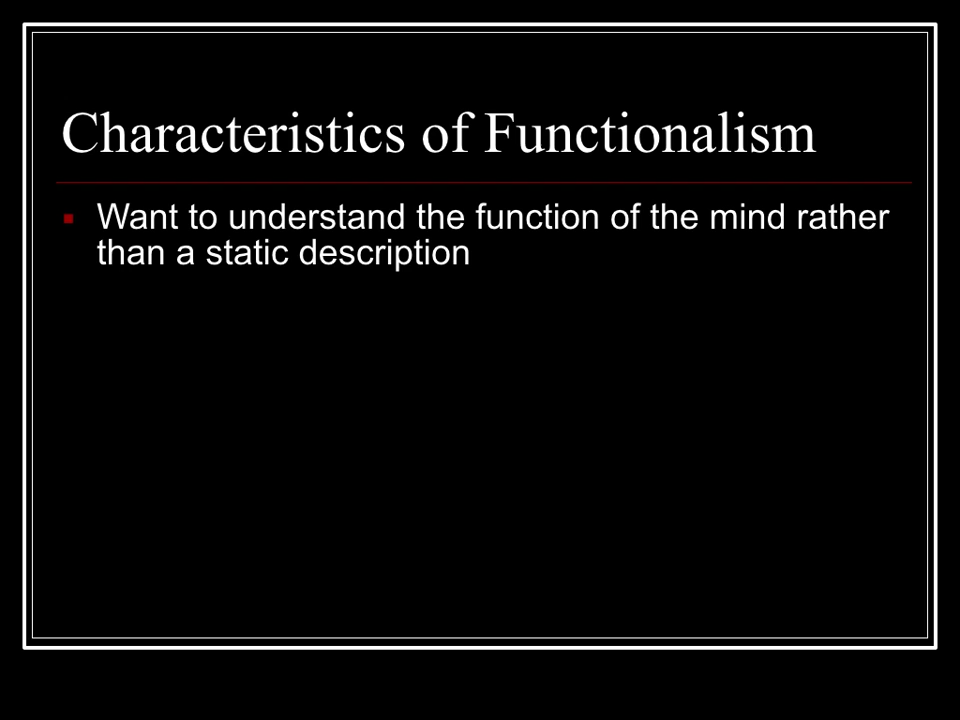 Characteristics of Functionalism
Want to understand the function of the mind rather
than a static description